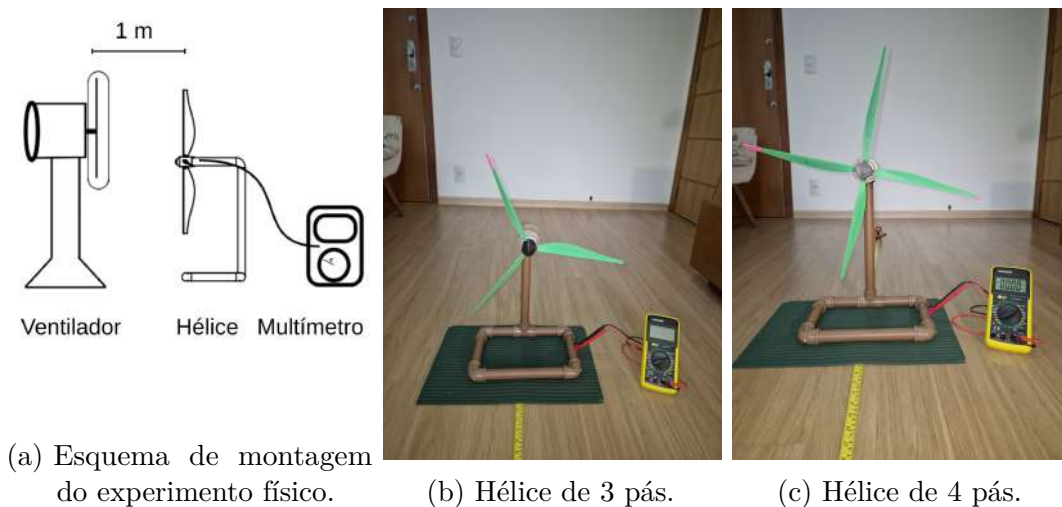 1 m
Ventilador
Hélice
Multímetro
(a) Esquema de montagem
do experimento físico.
(b) Hélice de 3 pás.
(c) Hélice de 4 pás.